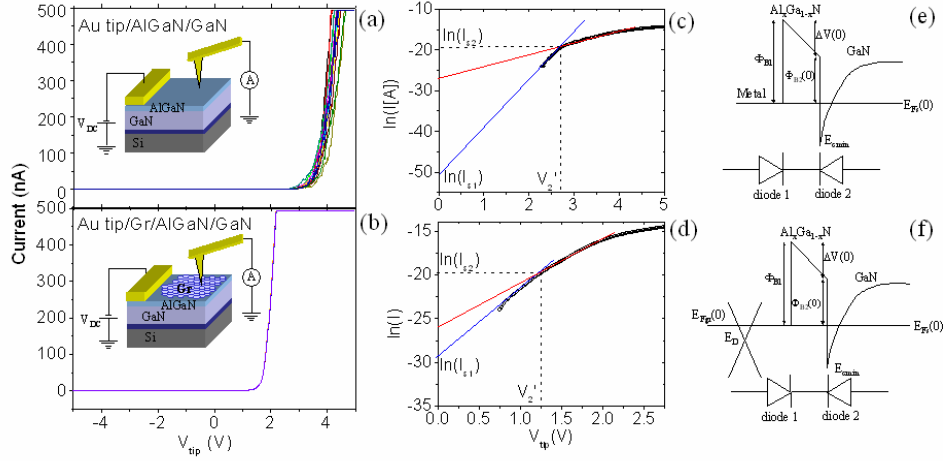 Au tip/AlGaN/GaN
(a)
500
400
300
200
100
0
A
V_DC
AlGaN
GaN
Si
Current (nA)
Au tip/Gr/AlGaN/GaN
(b)
500
400
300
200
100
0
A
V_DC
Gr
AlGaN
GaN
Si
-4 -2 0 2 4
V_tip (V)
(c)
ln(I[A])
-10
-20
-30
-40
-50
ln(I_s2)
ln(I_s1)
V_2'
0 1 2 3 4 5
(d)
ln(I)
-15
-20
-25
-30
-35
ln(I_s2)
ln(I_s1)
V_2'
0.0 0.5 1.0 1.5 2.0 2.5
V_tip (V)
(e)
Al_xGa_1-xN
ΔV(0)
GaN
Φ_B1
Φ_B2(0)
Metal
E_Fs(0)
E_cmin
diode 1 diode 2
(f)
Al_xGa_1-xN
ΔV(0)
GaN
Φ_B1
Φ_B2(0)
E_Fgr(0)
E_Fs(0)
E_D
E_cmin
diode 1 diode 2